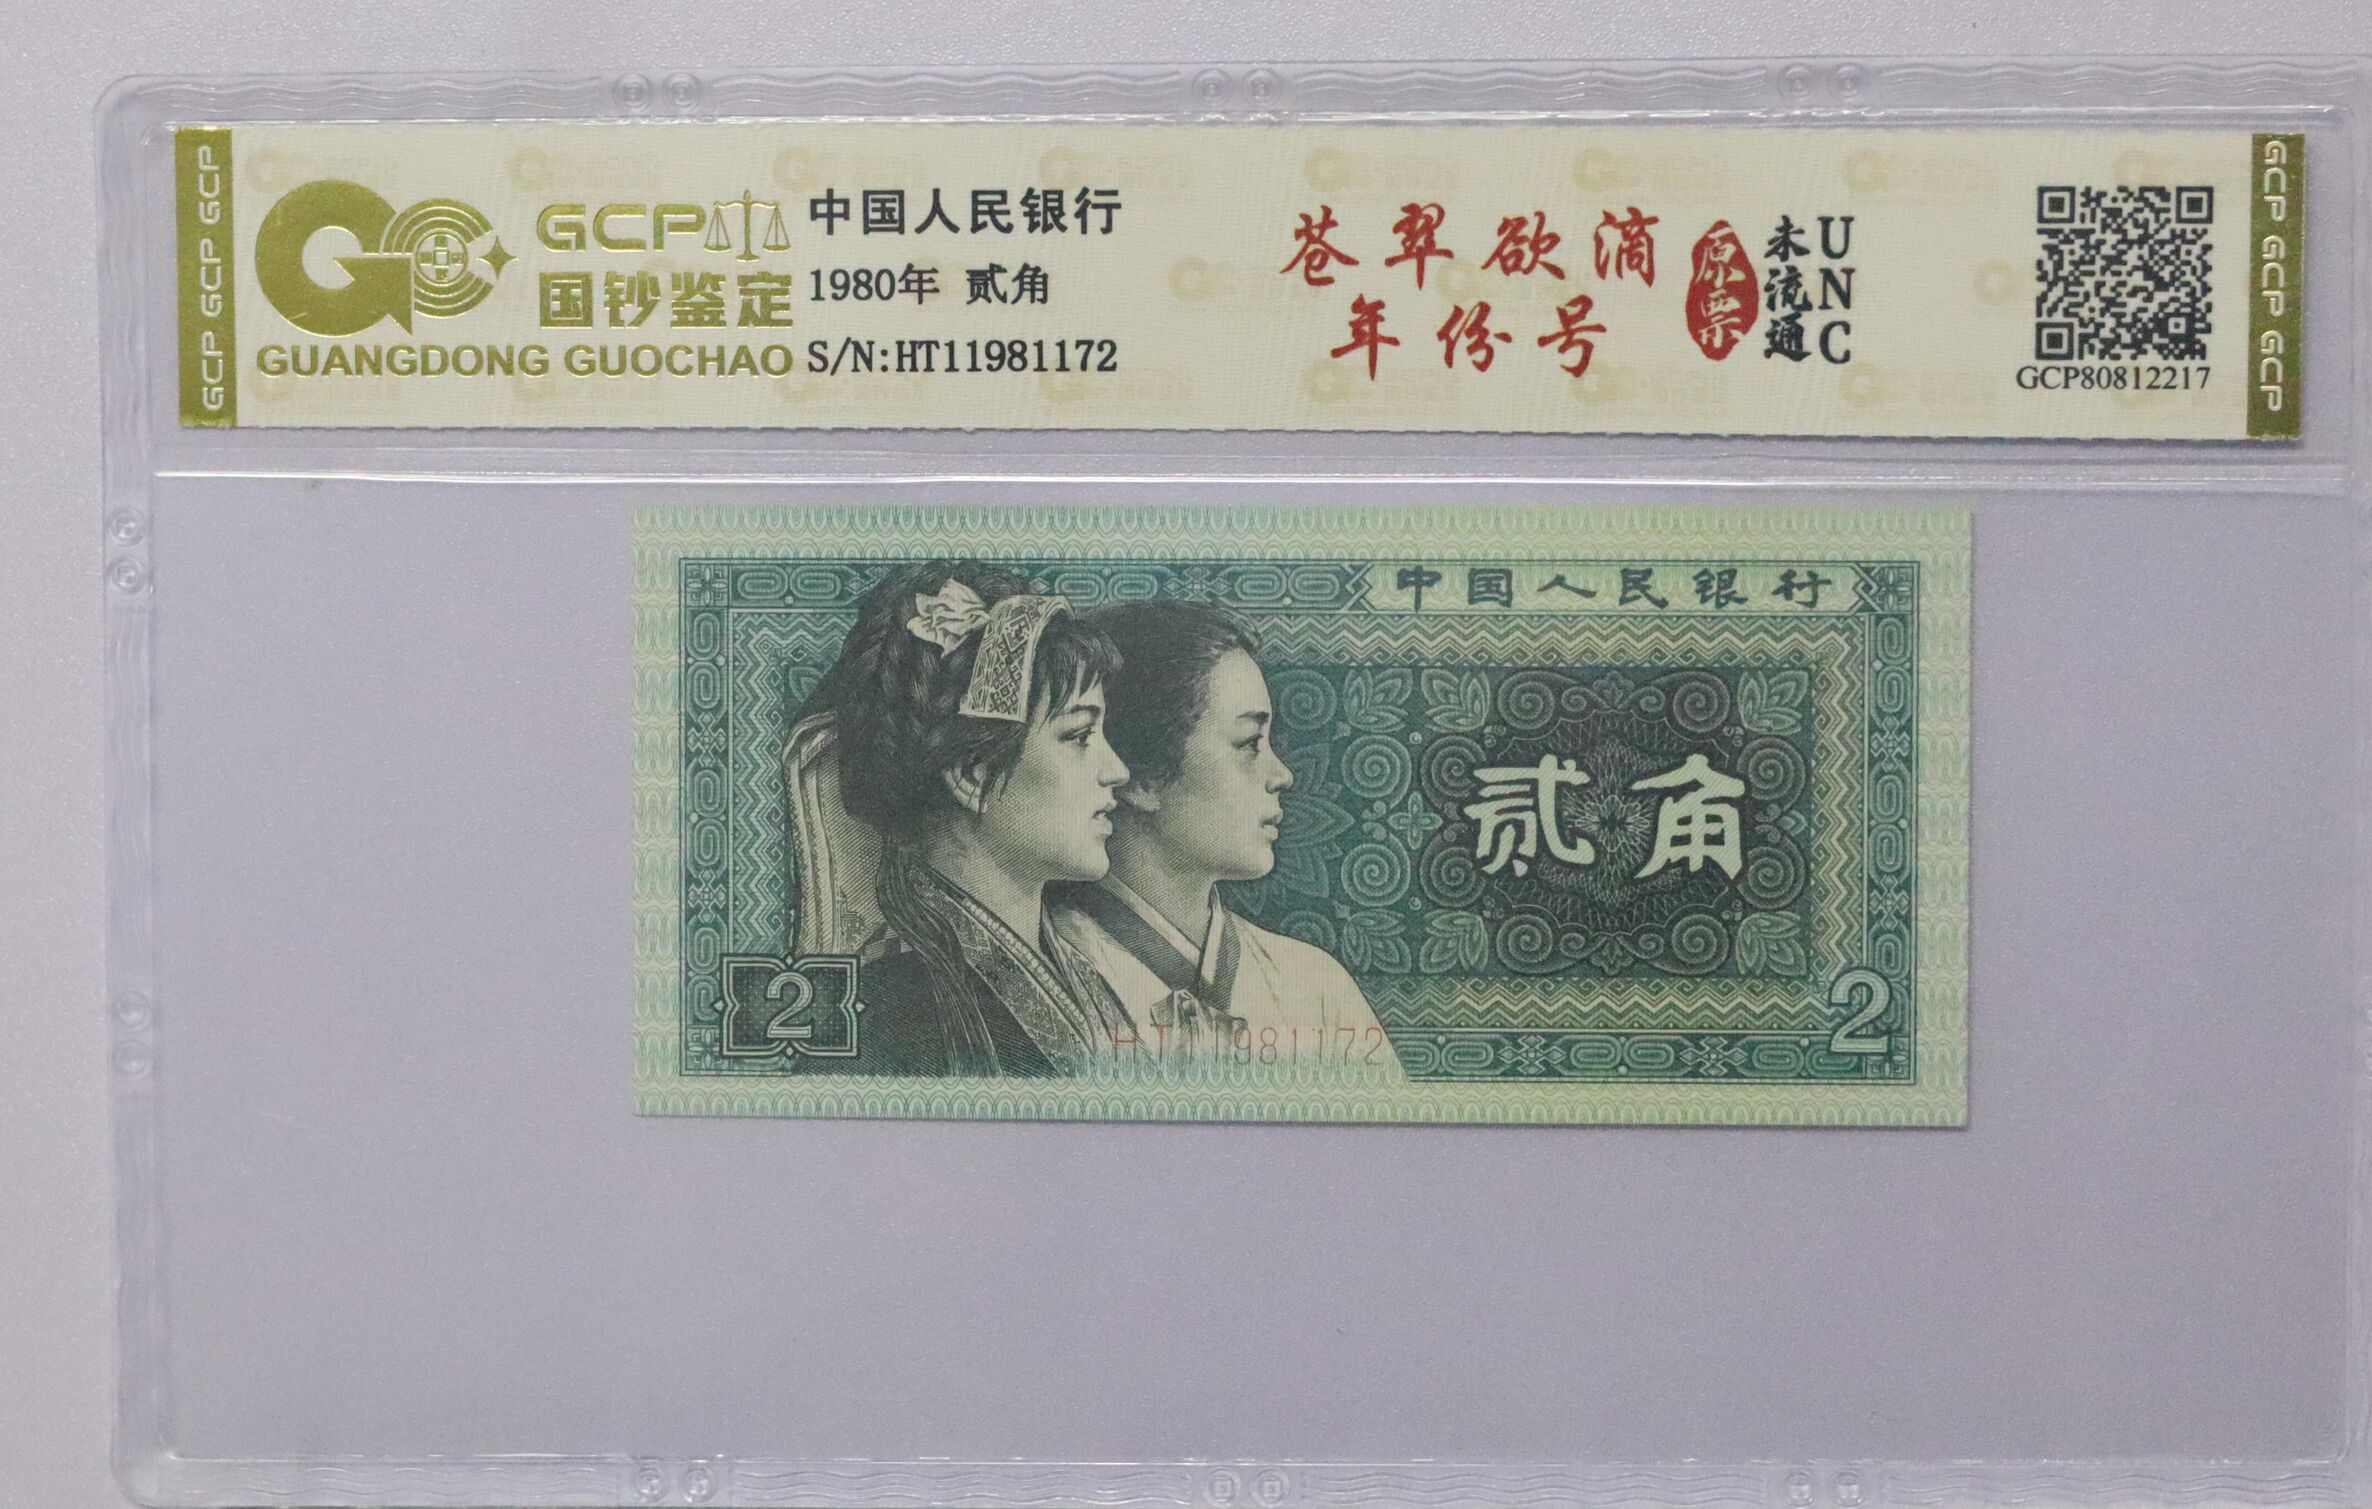 GCP GCP GCP
GCP
国钞鉴定
GUANGDONG GUOCHAO
中国人民银行
1980年 贰角
S/N:HT11981172
苍翠欲滴
年份号
原票
未流通
UNC
GCP80812217
GCP GCP GCP
中国人民银行
贰角
2
HT11981172
2